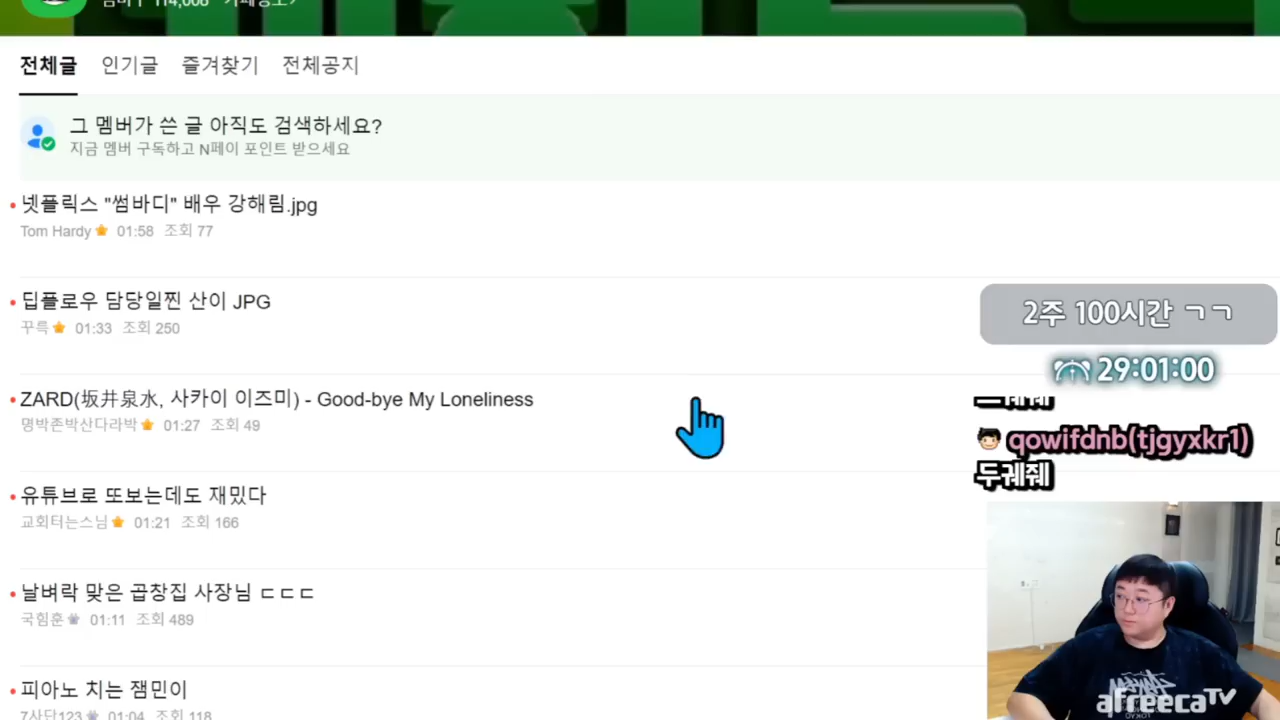 전체글 인기글 즐겨찾기 전체공지
그 멤버가 쓴 글 아직도 검색하세요?
지금 멤버 구독하고 N페이 포인트 받으세요
넷플릭스 "썸바디" 배우 강해림.jpg
Tom Hardy 01:58 조회 77
딥플로우 담당일찐 산이 JPG
꾸륵 01:33 조회 250
ZARD(坂井泉水, 사카이 이즈미) - Good-bye My Loneliness
명박존박산다라박 01:27 조회 49
유튜브로 또보는데도 재밌다
교회터는스님 01:21 조회 166
날벼락 맞은 곱창집 사장님 ㄷㄷㄷ
국힘훈 01:11 조회 489
피아노 치는 잼민이
01:04 조회 118
2주 100시간 ㄱㄱ
29:01:00
qowifdnb(tjgyxkr1)
두궤줴
afreecaTV